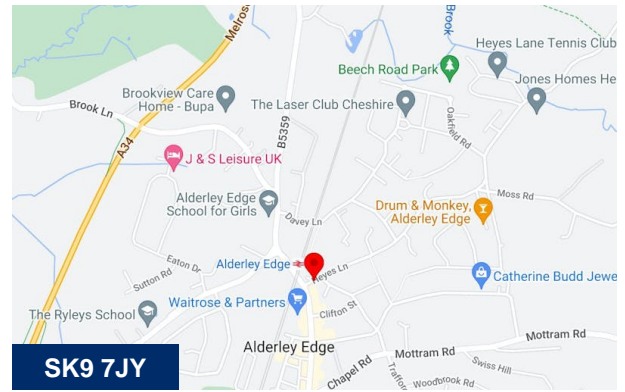 Melrose
Brook
Heyes Lane Tennis Club
Beech Road Park
Jones Homes He
Brookview Care
Home - Bupa
The Laser Club Cheshire
Brook Ln
B5359
Oakfield Rd
A34
J & S Leisure UK
Moss Rd
Alderley Edge
School for Girls
Drum & Monkey,
Alderley Edge
Davey Ln
Eaton Dr
Alderley Edge
Heyes Ln
Sutton Rd
Catherine Budd Jewe
Waitrose & Partners
The Ryleys School
Clifton St
Alderley Edge
Mottram Rd
Mottram Rd
Chapel Rd
Swiss Hill
Traffor
Woodbrook Rd
SK9 7JY